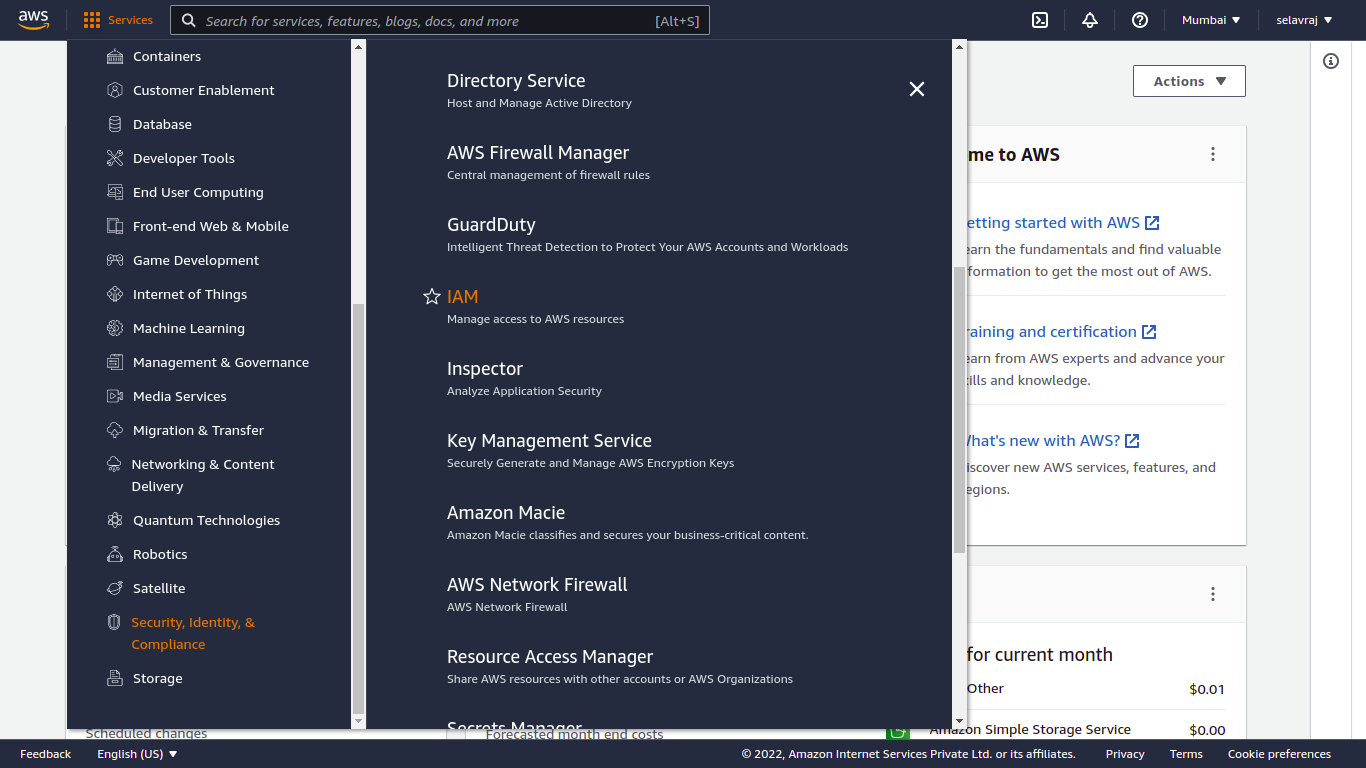 aws
Services
Search for services, features, blogs, docs, and more
[Alt+S]
Mumbai
selavraj
Containers
Customer Enablement
Database
Developer Tools
End User Computing
Front-end Web & Mobile
Game Development
Internet of Things
Machine Learning
Management & Governance
Media Services
Migration & Transfer
Networking & Content
Delivery
Quantum Technologies
Robotics
Satellite
Security, Identity, &
Compliance
Storage
Directory Service
Host and Manage Active Directory
AWS Firewall Manager
Central management of firewall rules
GuardDuty
Intelligent Threat Detection to Protect Your AWS Accounts and Workloads
IAM
Manage access to AWS resources
Inspector
Analyze Application Security
Key Management Service
Securely Generate and Manage AWS Encryption Keys
Amazon Macie
Amazon Macie classifies and secures your business-critical content.
AWS Network Firewall
AWS Network Firewall
Resource Access Manager
Share AWS resources with other accounts or AWS Organizations
Secrets Manager
Actions
me to AWS
etting started with AWS
earn the fundamentals and find valuable
formation to get the most out of AWS.
raining and certification
earn from AWS experts and advance your
ills and knowledge.
hat's new with AWS?
iscover new AWS services, features, and
egions.
for current month
Other
$0.01
Amazon Simple Storage Service
$0.00
Scheduled changes
Forecasted month end costs
Feedback
English (US)
© 2022, Amazon Internet Services Private Ltd. or its affiliates.
Privacy
Terms
Cookie preferences